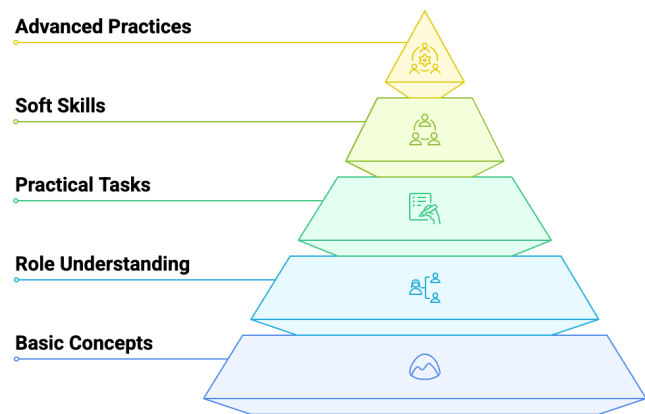 Advanced Practices
Soft Skills
Practical Tasks
Role Understanding
Basic Concepts